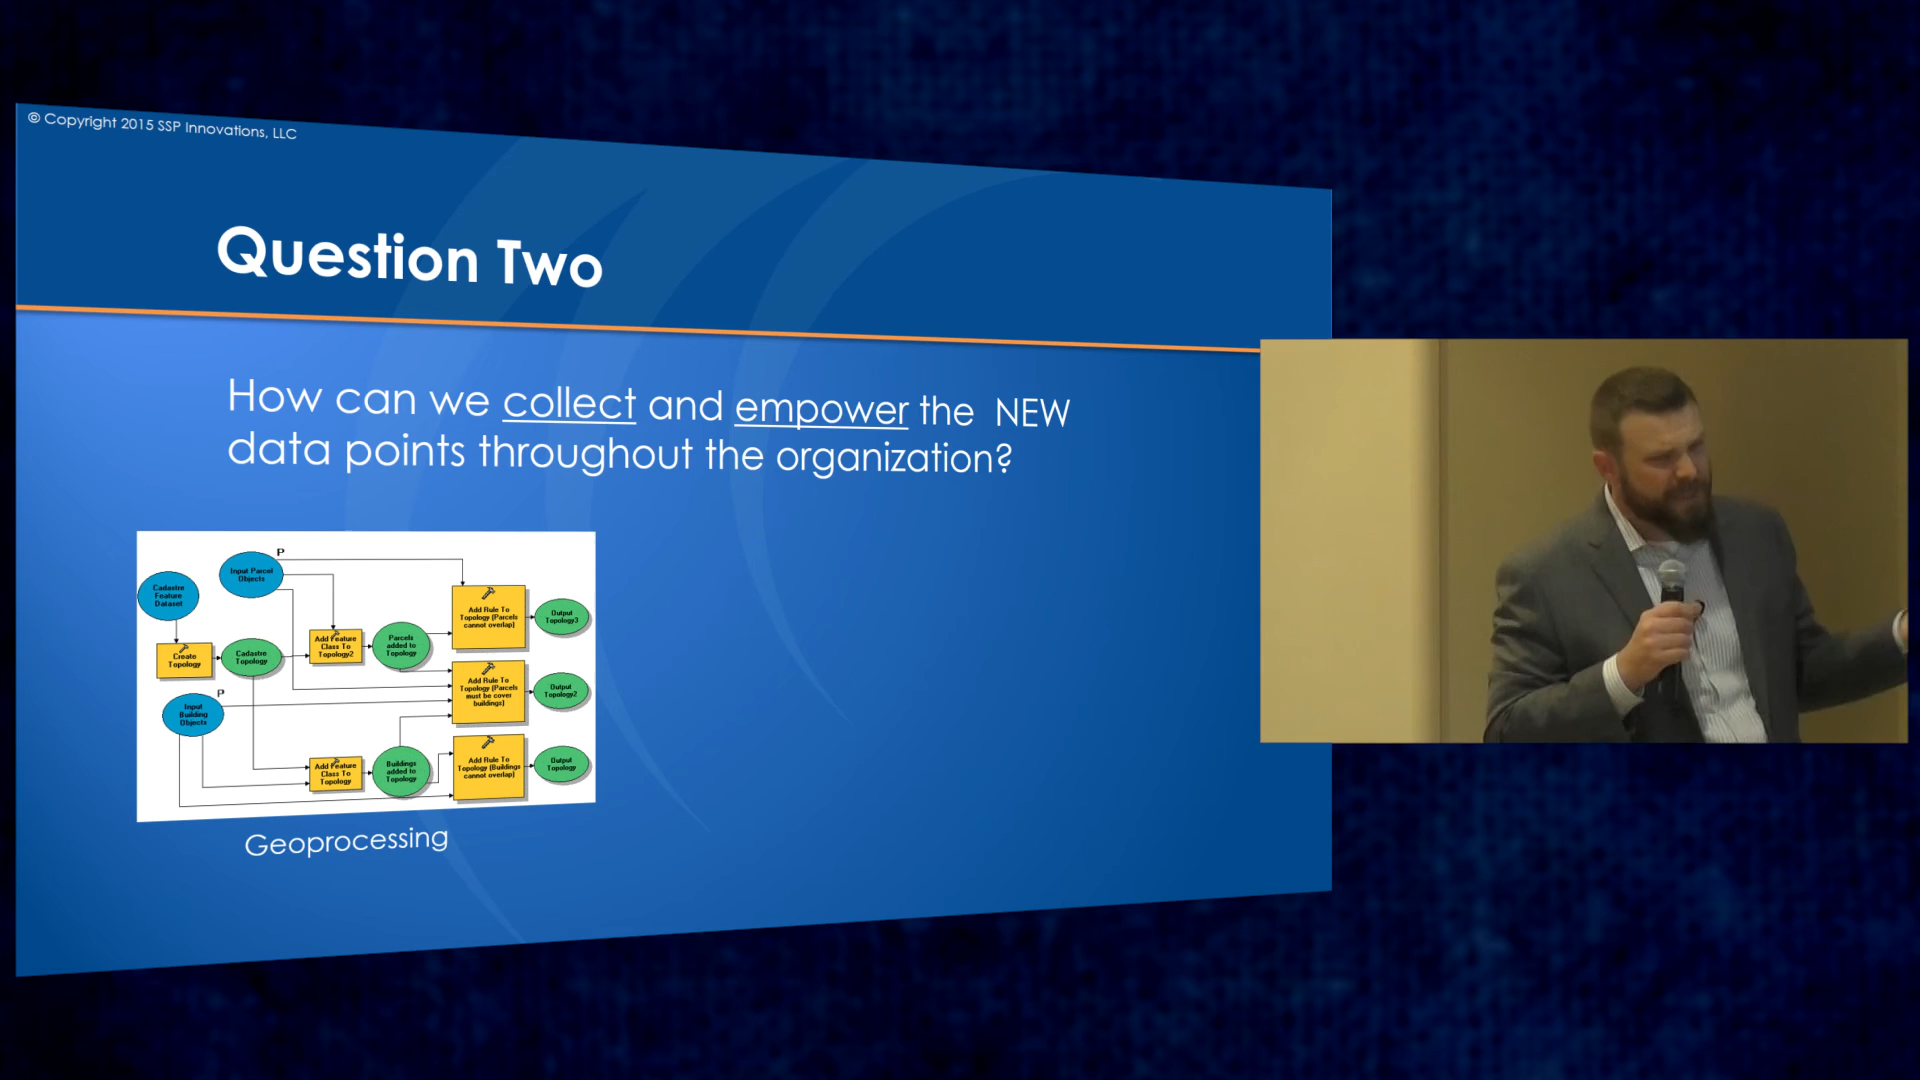 © Copyright 2015 SSP Innovations, LLC
Question Two
How can we collect and empower the NEW
data points throughout the organization?
P
Input Parcel
Objects
Cadastre
Feature
Dataset
Add Rule To
Topology (Parcels
cannot overlap)
Output
Topology3
Add Feature
Class To
Topology2
Parcels
added to
Topology
Create
Topology
Cadastre
Topology
Add Rule To
Topology (Parcels
must be cover
buildings)
Output
Topology2
P
Input
Building
Objects
Add Feature
Class To
Topology
Buildings
added to
Topology
Add Rule To
Topology (Buildings
cannot overlap)
Output
Topology
Geoprocessing